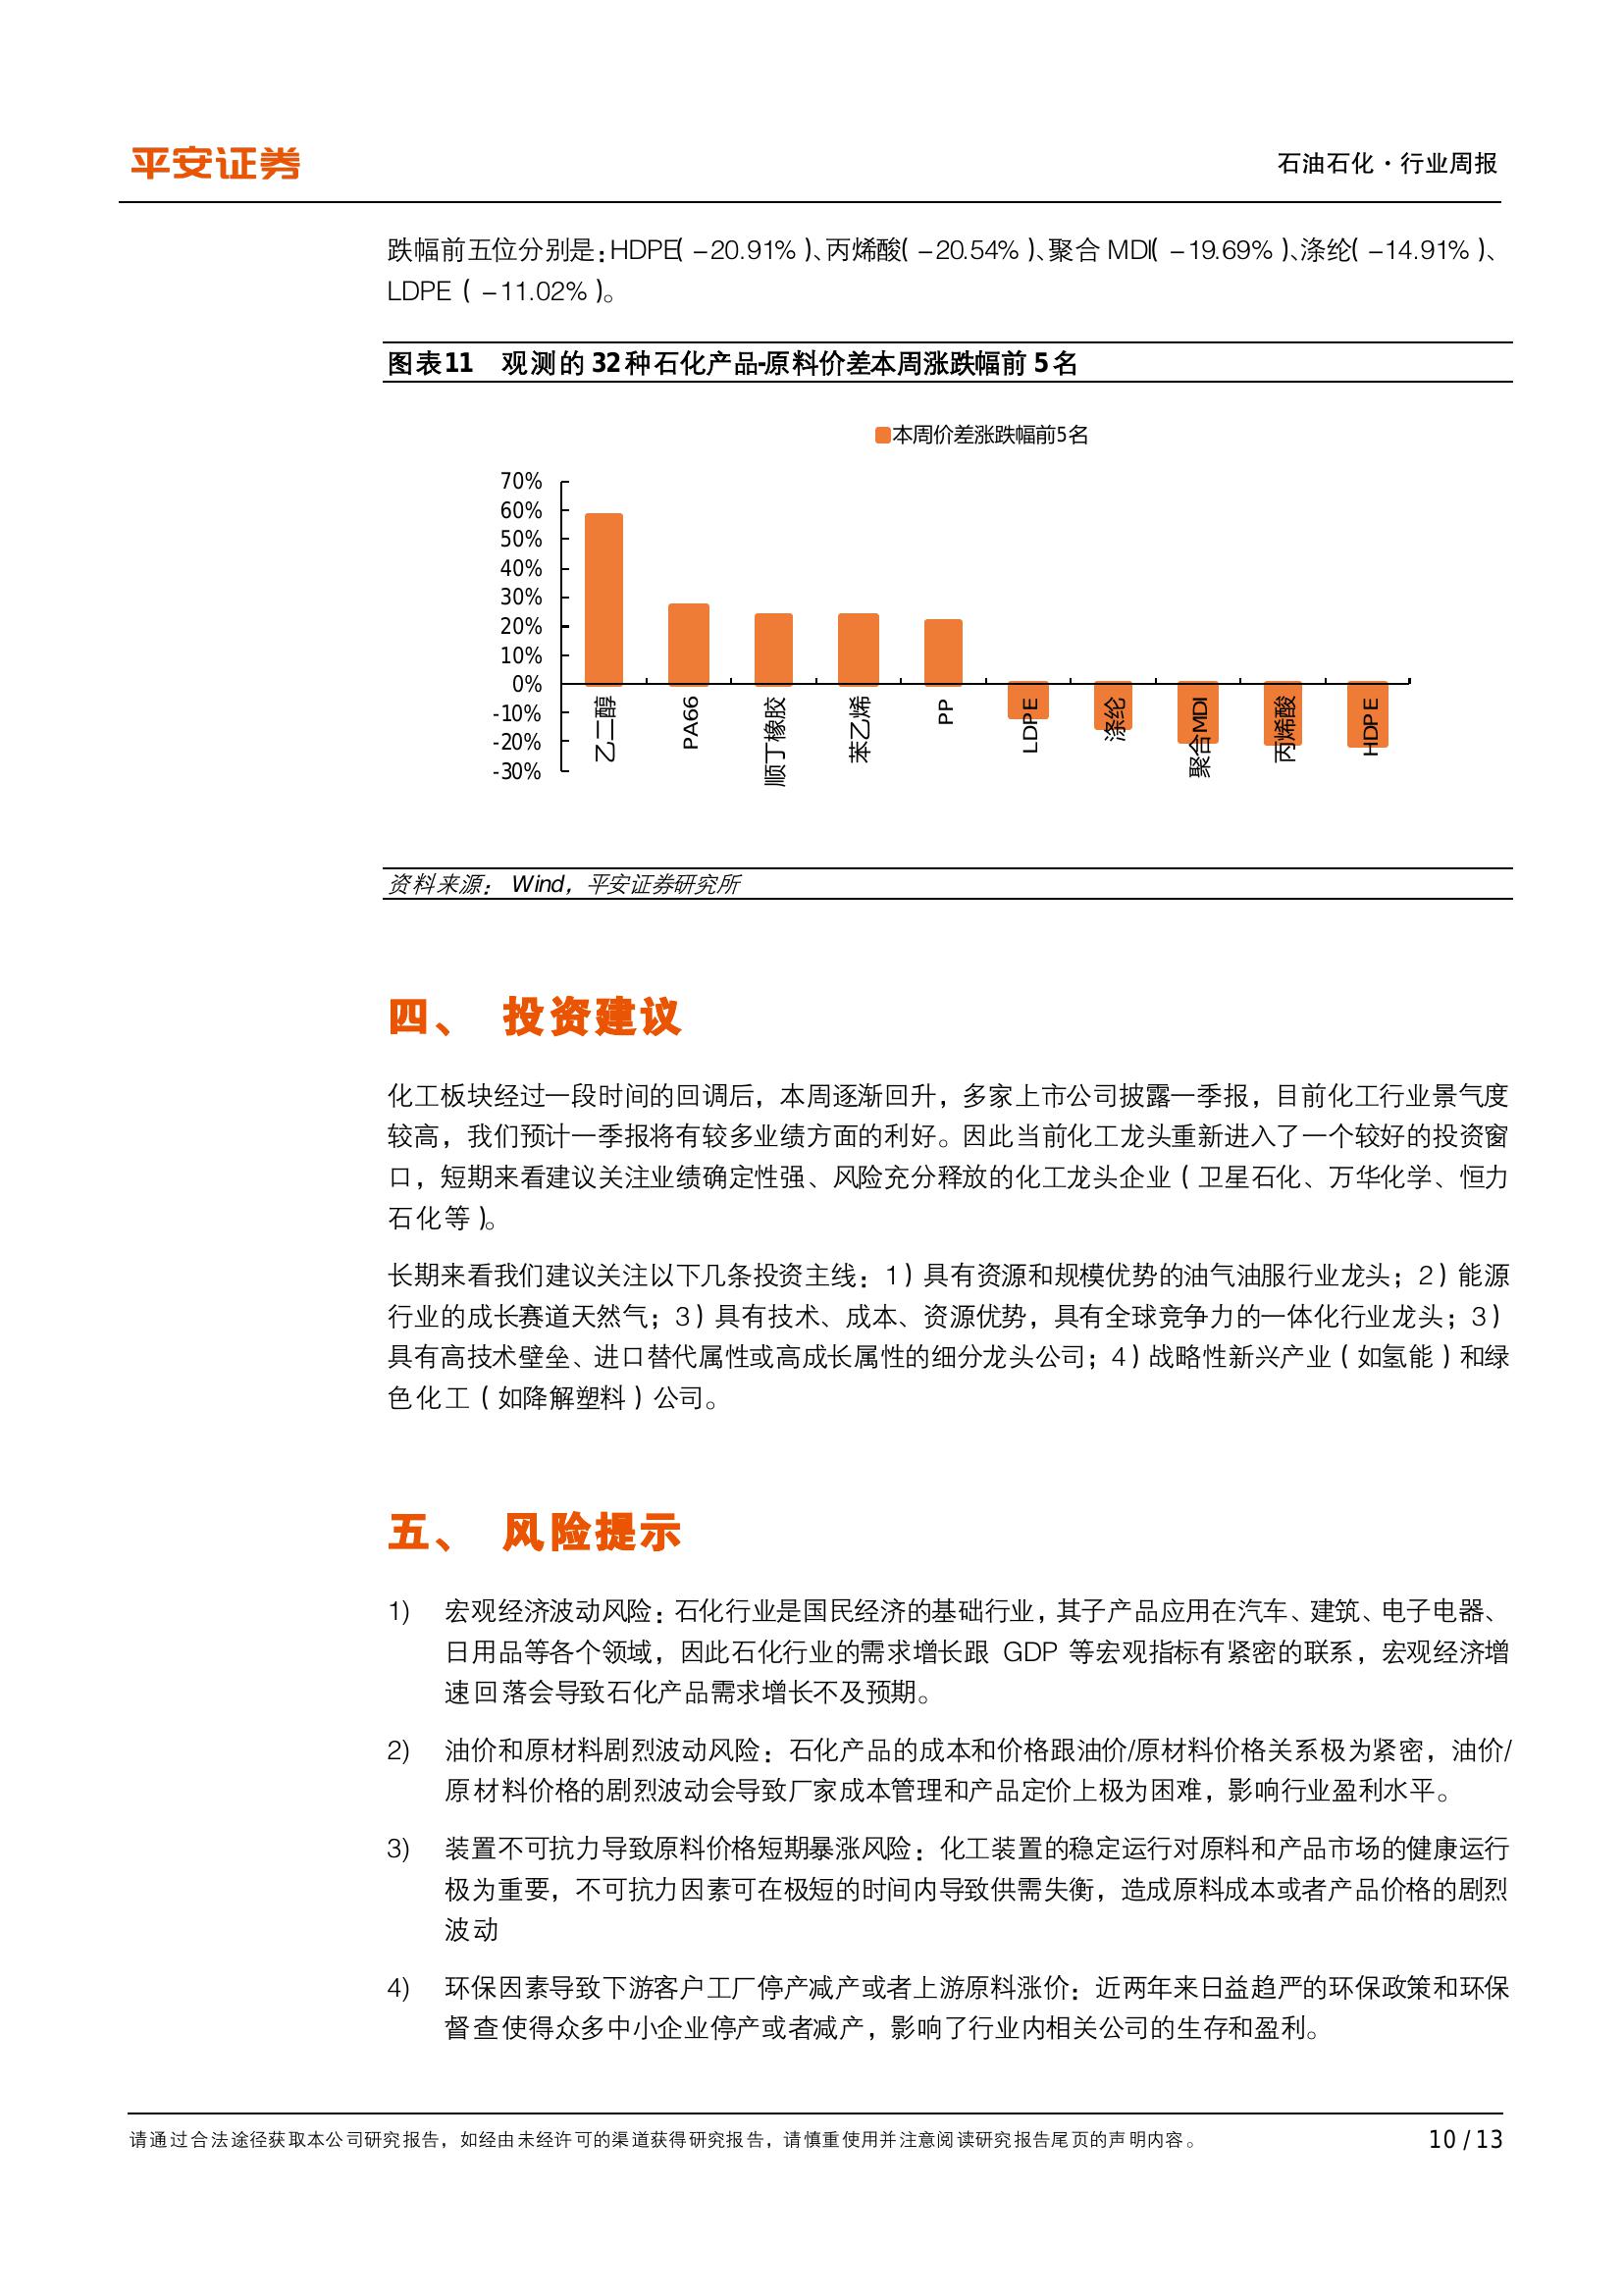 平安证券
石油石化·行业周报
跌幅前五位分别是：HDPE(-20.91%)、丙烯酸(-20.54%)、聚合MDI(-19.69%)、涤纶(-14.91%)、
LDPE(-11.02%)。
图表11 观测的32种石化产品-原料价差本周涨跌幅前5名
本周价差涨跌幅前5名
70%
60%
50%
40%
30%
20%
10%
0%
-10%
-20%
-30%
乙二醇
PA66
顺丁橡胶
苯乙烯
PP
LDPE
涤纶
聚合MDI
丙烯酸
HDPE
资料来源：Wind，平安证券研究所
四、 投资建议
化工板块经过一段时间的回调后，本周逐渐回升，多家上市公司披露一季报，目前化工行业景气度
较高，我们预计一季报将有较多业绩方面的利好。因此当前化工龙头重新进入了一个较好的投资窗
口，短期来看建议关注业绩确定性强、风险充分释放的化工龙头企业（卫星石化、万华化学、恒力
石化等）。
长期来看我们建议关注以下几条投资主线：1）具有资源和规模优势的油气油服行业龙头；2）能源
行业的成长赛道天然气；3）具有技术、成本、资源优势，具有全球竞争力的一体化行业龙头；3）
具有高技术壁垒、进口替代属性或高成长属性的细分龙头公司；4）战略性新兴产业（如氢能）和绿
色化工（如降解塑料）公司。
五、 风险提示
1) 宏观经济波动风险：石化行业是国民经济的基础行业，其子产品应用在汽车、建筑、电子电器、
日用品等各个领域，因此石化行业的需求增长跟 GDP 等宏观指标有紧密的联系，宏观经济增
速回落会导致石化产品需求增长不及预期。
2) 油价和原材料剧烈波动风险：石化产品的成本和价格跟油价/原材料价格关系极为紧密，油价/
原材料价格的剧烈波动会导致厂家成本管理和产品定价上极为困难，影响行业盈利水平。
3) 装置不可抗力导致原料价格短期暴涨风险：化工装置的稳定运行对原料和产品市场的健康运行
极为重要，不可抗力因素可在极短的时间内导致供需失衡，造成原料成本或者产品价格的剧烈
波动
4) 环保因素导致下游客户工厂停产减产或者上游原料涨价：近两年来日益趋严的环保政策和环保
督查使得众多中小企业停产或者减产，影响了行业内相关公司的生存和盈利。
请通过合法途径获取本公司研究报告，如经由未经许可的渠道获得研究报告，请慎重使用并注意阅读研究报告尾页的声明内容。
10 / 13